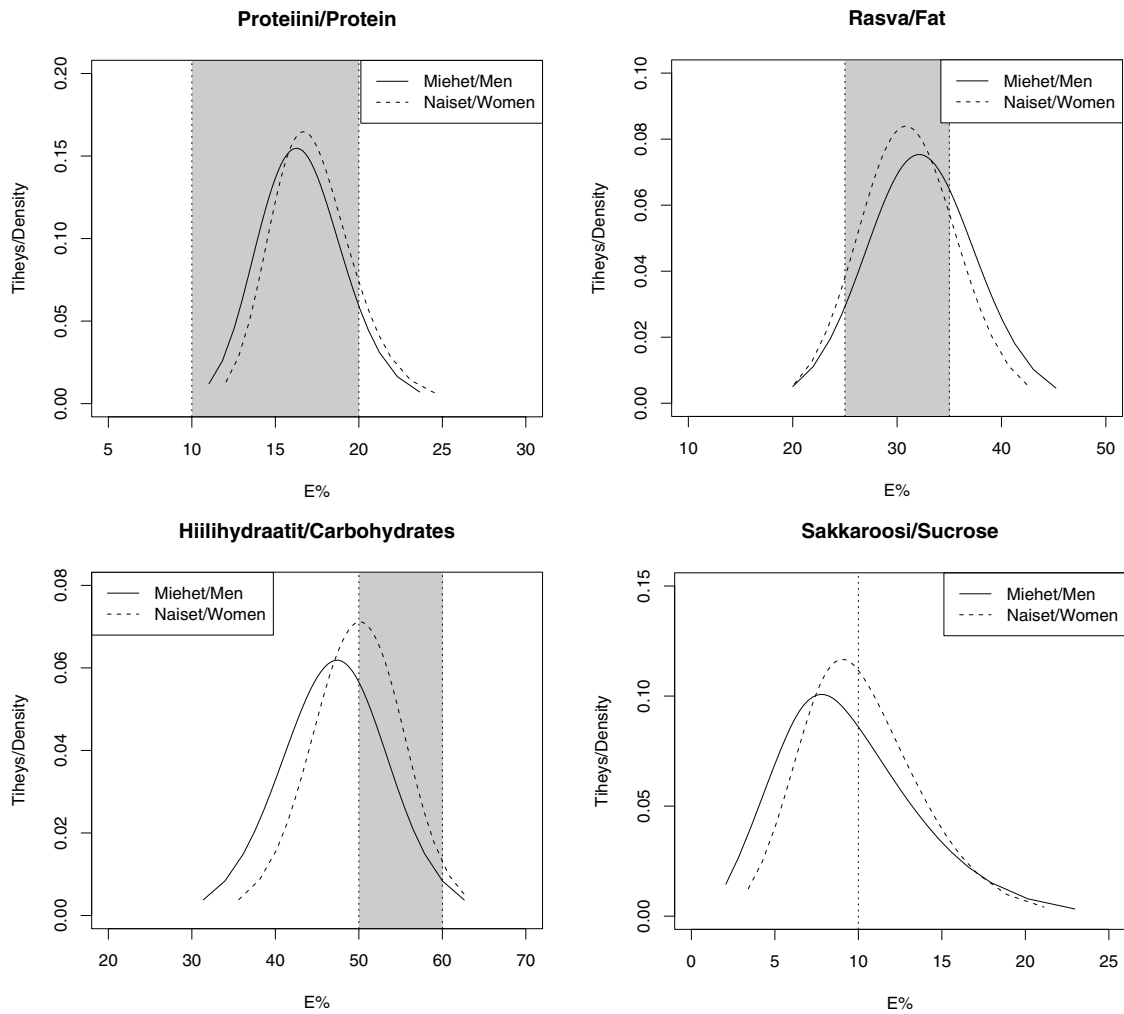 Proteiini/Protein
Miehet/Men
Naiset/Women
Tiheys/Density
0.00 0.05 0.10 0.15 0.20
5 10 15 20 25 30
E%
Rasva/Fat
Miehet/Men
Naiset/Women
Tiheys/Density
0.00 0.02 0.04 0.06 0.08 0.10
10 20 30 40 50
E%
Hiilihydraatit/Carbohydrates
Miehet/Men
Naiset/Women
Tiheys/Density
0.00 0.02 0.04 0.06 0.08
20 30 40 50 60 70
E%
Sakkaroosi/Sucrose
Miehet/Men
Naiset/Women
Tiheys/Density
0.00 0.05 0.10 0.15
0 5 10 15 20 25
E%